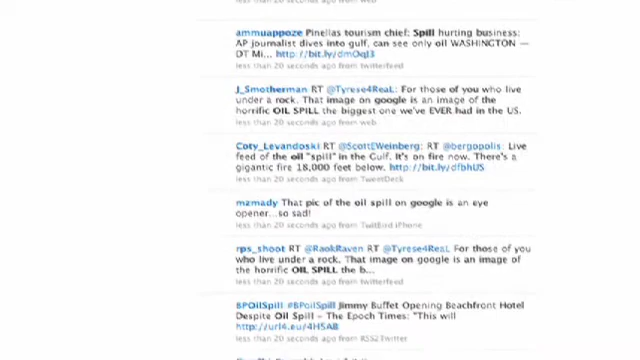 ammuappoze Pinellas tourism chief: Spill hurting business:
AP journalist dives into gulf, can see only oil WASHINGTON —
DT Mi... http://bit.ly/dmOqJ3
less than 20 seconds ago from twitterfeed
J_Smotherman RT @Tyrese4ReaL: For those of you who live
under a rock. That image on google is an image of the
horrific OIL SPILL the biggest one we've EVER had in the US.
less than 20 seconds ago from web
Coty_Levandoski RT @ScottEWeinberg: RT @bergopolis: Live
feed of the oil "spill" in the Gulf. It's on fire now. There's a
gigantic fire 18,000 feet below. http://bit.ly/dfbhUS
less than 20 seconds ago from TweetDeck
mzmady That pic of the oil spill on google is an eye
opener...so sad!
less than 20 seconds ago from TwitBird iPhone
rps_shoot RT @RaokRaven RT @Tyrese4ReaL For those of you
who live under a rock. That image on google is an image of
the horrific OIL SPILL the b...
less than 20 seconds ago from twitterfeed
BPOilSpill #BPOilSpill Jimmy Buffet Opening Beachfront Hotel
Despite Oil Spill – The Epoch Times: "This will
http://url4.eu/4HSAB
less than 20 seconds ago from RSS2Twitter